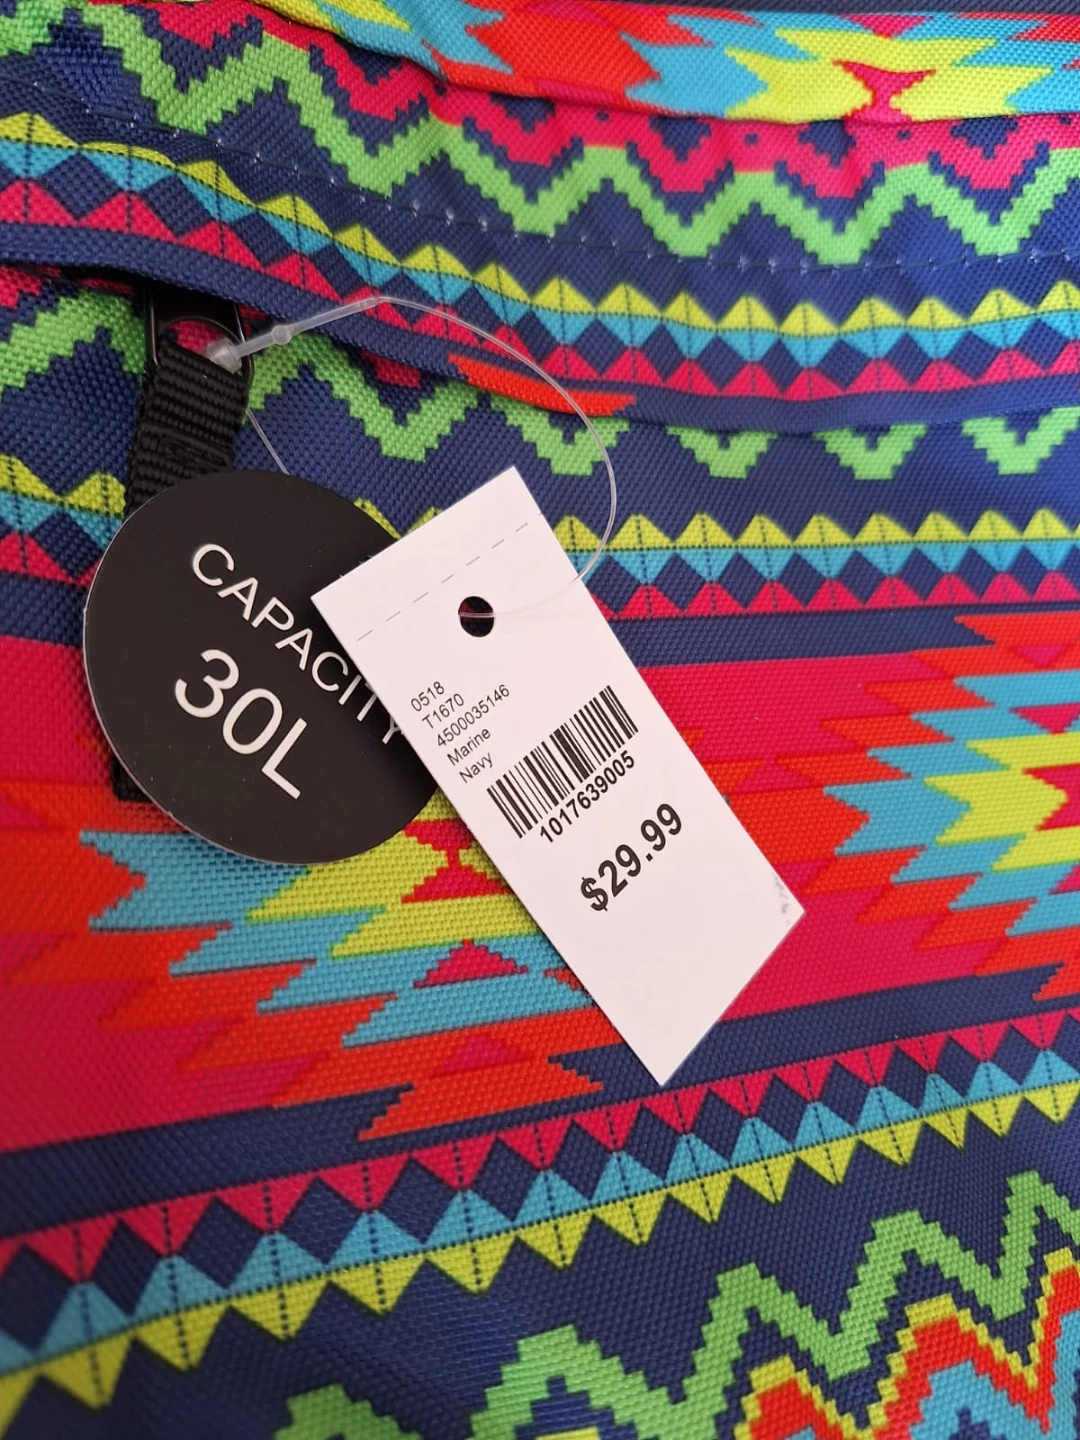 CAPACITY
30L
0518
T1670
4500035146
Marine
Navy
1017639005
$29.99